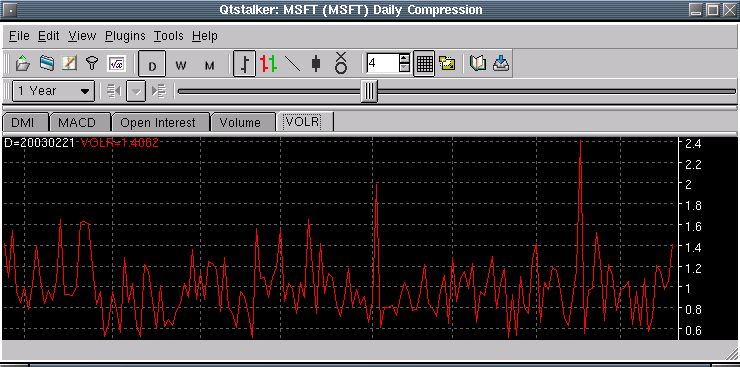 Qtstalker: MSFT (MSFT) Daily Compression
File Edit View Plugins Tools Help
√x D W M 4
1 Year
DMI MACD Open Interest Volume VOLR
D=20030221 VOLR=1.4062
2.4
2.2
2
1.8
1.6
1.4
1.2
1
0.8
0.6